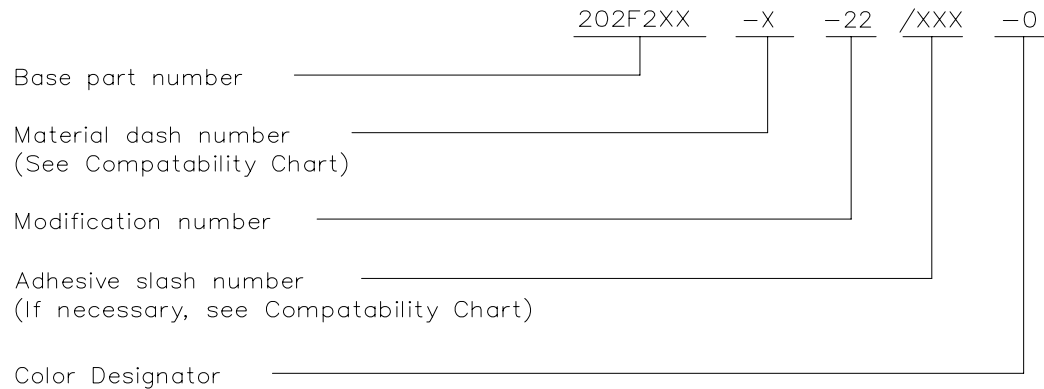 202F2XX -X -22 /XXX -0
Base part number
Material dash number
(See Compatability Chart)
Modification number
Adhesive slash number
(If necessary, see Compatability Chart)
Color Designator